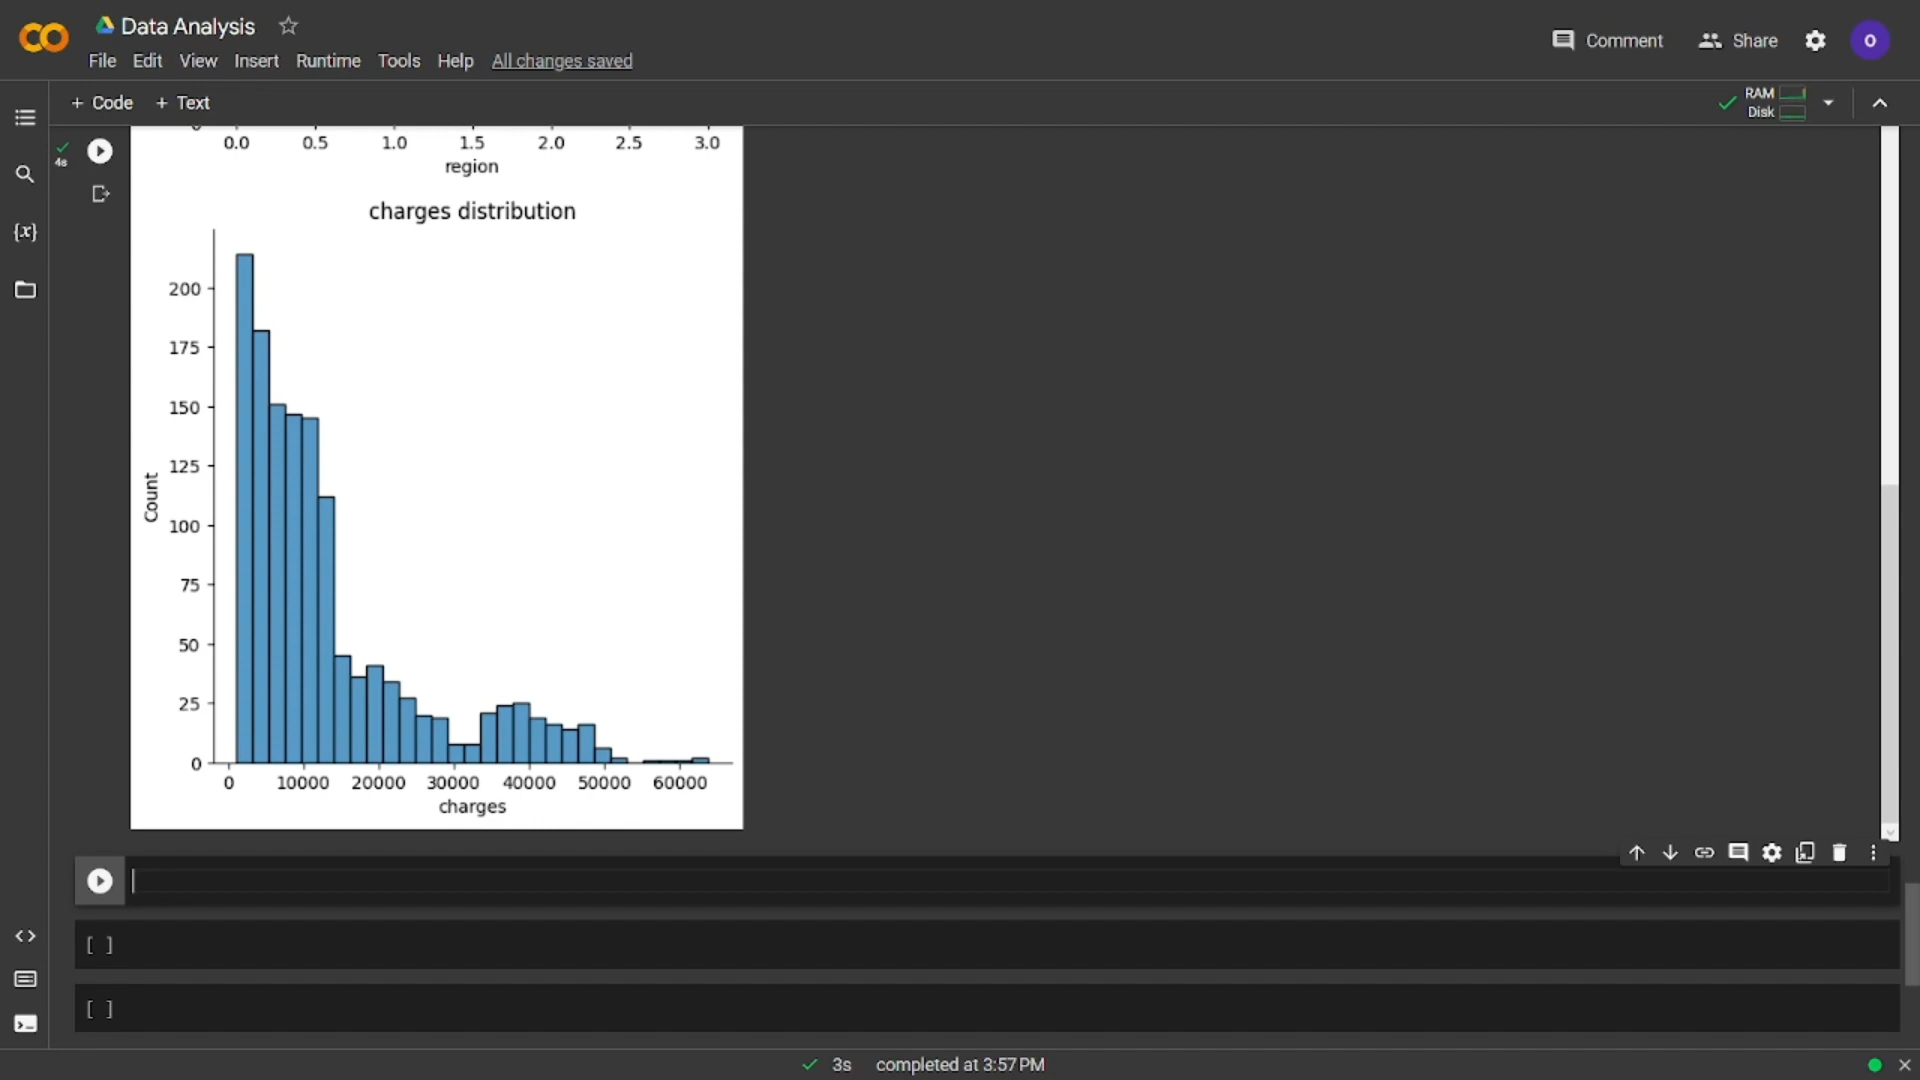 Data Analysis
Comment
Share
o
File Edit View Insert Runtime Tools Help All changes saved
+ Code + Text
RAM
Disk
4s
0
0.0 0.5 1.0 1.5 2.0 2.5 3.0
region
charges distribution
{x}
200
175
150
125
100
75
50
25
0
Count
0 10000 20000 30000 40000 50000 60000
charges
[ ]
[ ]
3s completed at 3:57 PM